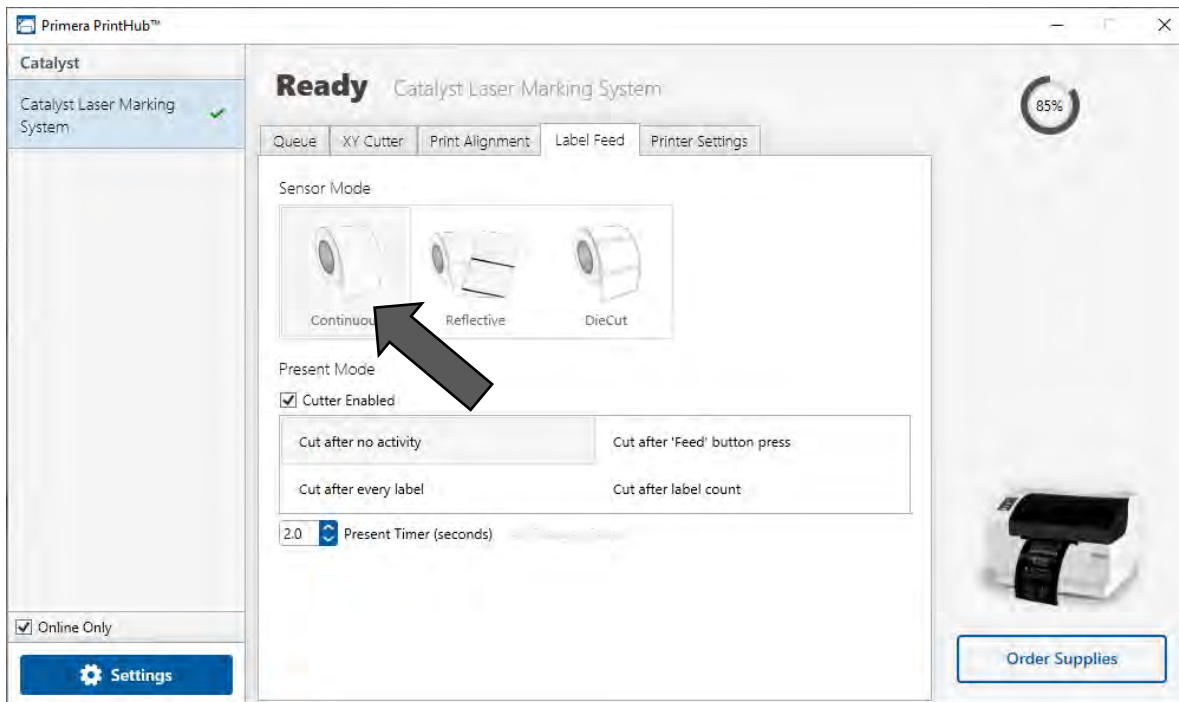 Primera PrintHub™
Catalyst
Catalyst Laser Marking
System
Ready Catalyst Laser Marking System
85%
Queue XY Cutter Print Alignment Label Feed Printer Settings
Sensor Mode
Reflective DieCut
Present Mode
Cutter Enabled
Cut after no activity Cut after 'Feed' button press
Cut after every label Cut after label count
2.0 Present Timer (seconds)
Online Only
Settings
Order Supplies